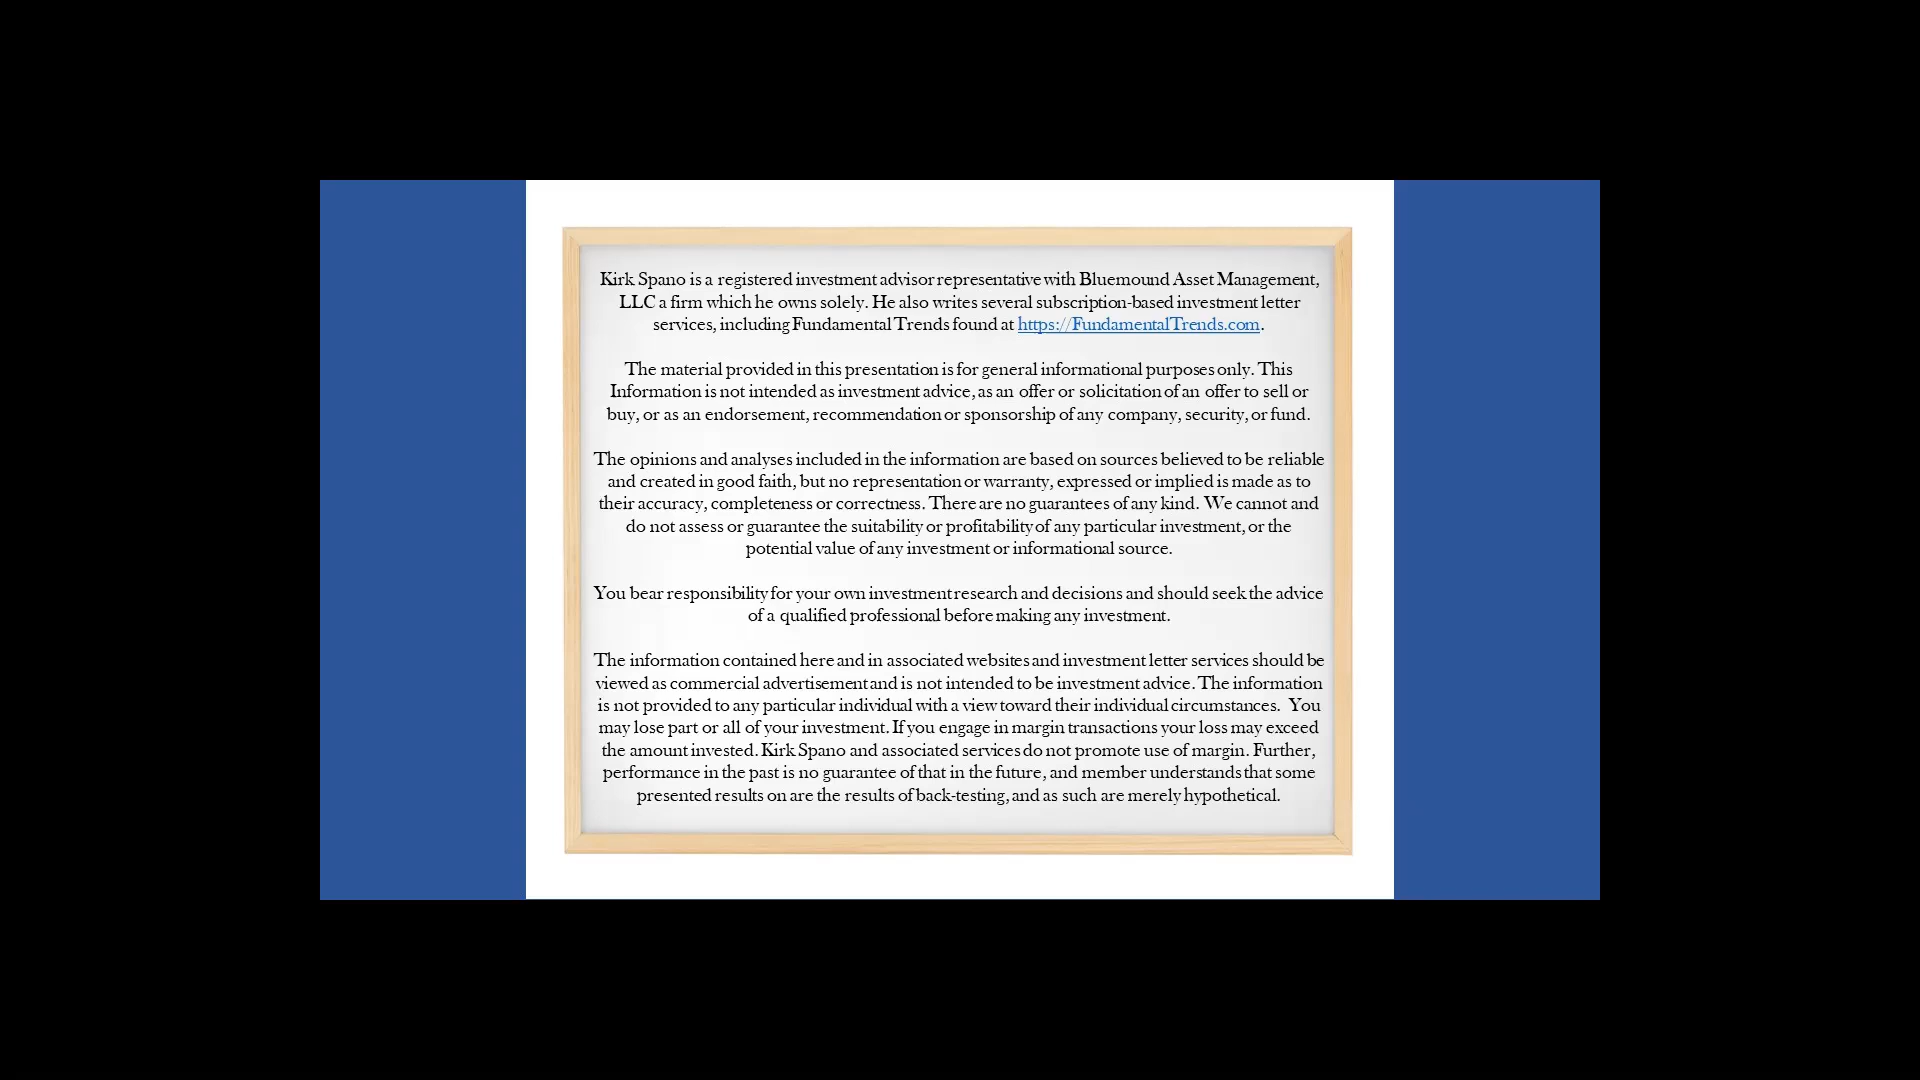 Kirk Spano is a registered investment advisor representative with Bluemound Asset Management,
LLC a firm which he owns solely. He also writes several subscription-based investment letter
services, including Fundamental Trends found at https://FundamentalTrends.com.
The material provided in this presentation is for general informational purposes only. This
Information is not intended as investment advice, as an offer or solicitation of an offer to sell or
buy, or as an endorsement, recommendation or sponsorship of any company, security, or fund.
The opinions and analyses included in the information are based on sources believed to be reliable
and created in good faith, but no representation or warranty, expressed or implied is made as to
their accuracy, completeness or correctness. There are no guarantees of any kind. We cannot and
do not assess or guarantee the suitability or profitability of any particular investment, or the
potential value of any investment or informational source.
You bear responsibility for your own investment research and decisions and should seek the advice
of a qualified professional before making any investment.
The information contained here and in associated websites and investment letter services should be
viewed as commercial advertisement and is not intended to be investment advice. The information
is not provided to any particular individual with a view toward their individual circumstances. You
may lose part or all of your investment. If you engage in margin transactions your loss may exceed
the amount invested. Kirk Spano and associated services do not promote use of margin. Further,
performance in the past is no guarantee of that in the future, and member understands that some
presented results on are the results of back-testing, and as such are merely hypothetical.